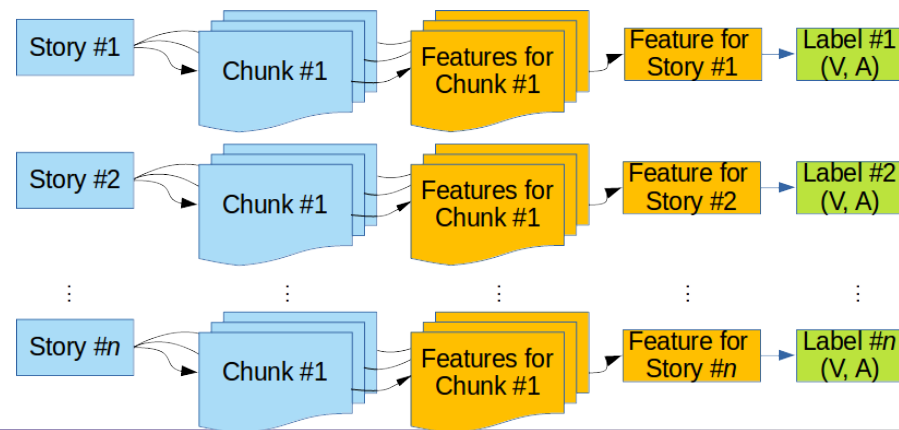 Story #1
Chunk #1
Features for
Chunk #1
Feature for
Story #1
Label #1
(V, A)
Story #2
Chunk #1
Features for
Chunk #1
Feature for
Story #2
Label #2
(V, A)
⋮ ⋮ ⋮ ⋮ ⋮
Story #n
Chunk #1
Features for
Chunk #1
Feature for
Story #n
Label #n
(V, A)